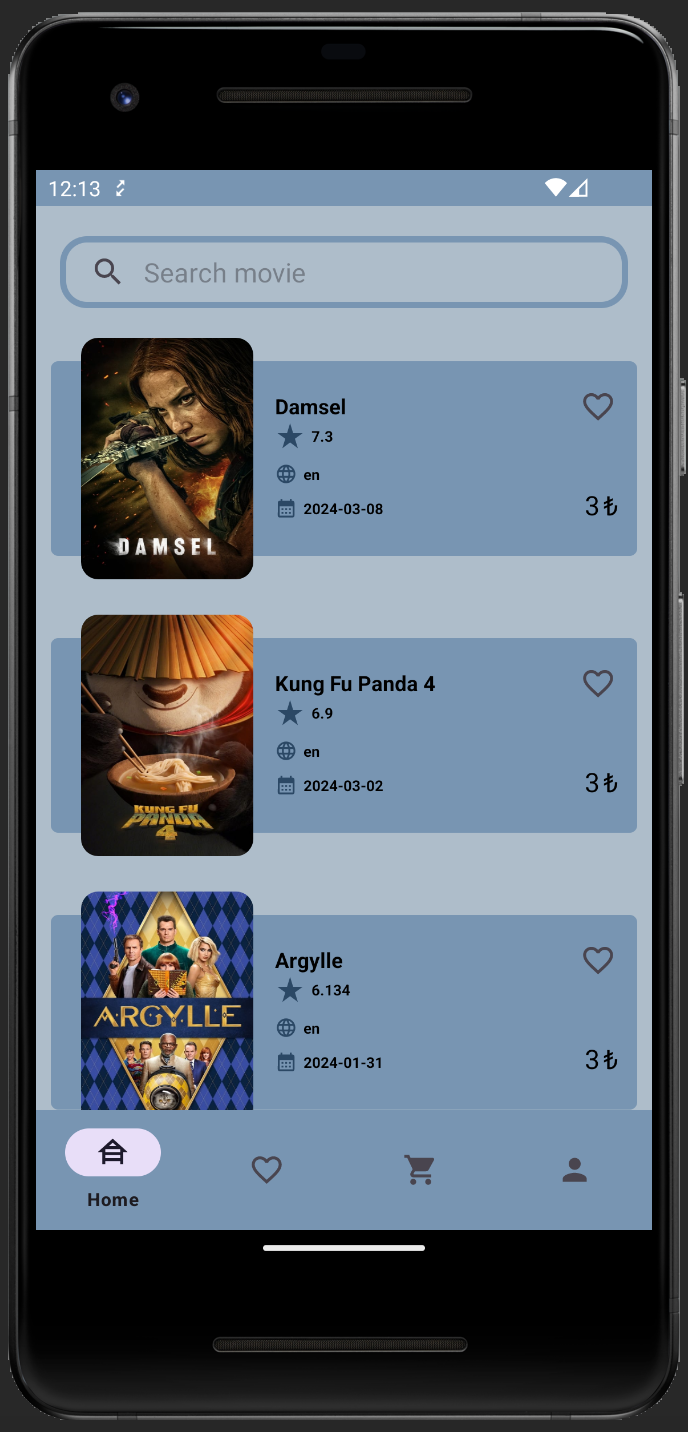 12:13
Search movie
DAMSEL
Damsel
7.3
en
2024-03-08
3₺
KUNG FU
PANDA
4
Kung Fu Panda 4
6.9
en
2024-03-02
3₺
ARGYLLE
Argylle
6.134
en
2024-01-31
3₺
Home